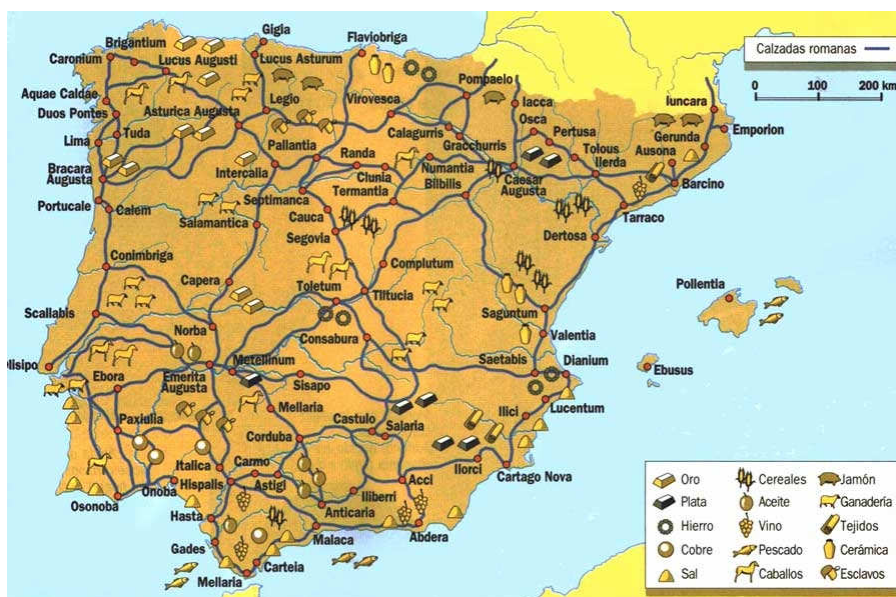 Gigia
Flaviobriga
Brigantium
Lucus Augusti
Lucus Asturum
Caronium
Pompaelo
Calzadas romanas
0 100 200 km
Iuncara
Aquae Caldae
Asturica Augusta
Legio
Virovesca
Iacca
Osca
Emporion
Duos Pontes
Pertusa
Gerunda
Calagurris
Lima
Tuda
Gracchurris
Tolous
Ausona
Pallantia
Randa
Ilerda
Bracara
Augusta
Intercalia
Clunia
Numantia
Caesar
Augusta
Barcino
Termantia
Bilbilis
Portucale
Calem
Septimanca
Cauca
Tarraco
Salamantica
Segovia
Dertosa
Conimbriga
Complutum
Capera
Toletum
Titucia
Pollentia
Scallabis
Saguntum
Norba
Consabura
Valentia
Olisipo
Metellinum
Saetabis
Dianium
Ebora
Emerita
Augusta
Sisapo
Ebusus
Mellaria
Lucentum
Paxiulia
Castulo
Ilici
Corduba
Salaria
Italica
Carmo
Ilorci
Cartago Nova
Onoba
Hispalis
Astigi
Acci
Iliberri
Osonoba
Anticaria
Hasta
Malaca
Abdera
Gades
Carteia
Mellaria
Oro
Cereales
Jamón
Plata
Aceite
Ganadería
Hierro
Vino
Tejidos
Cobre
Pescado
Cerámica
Sal
Caballos
Esclavos